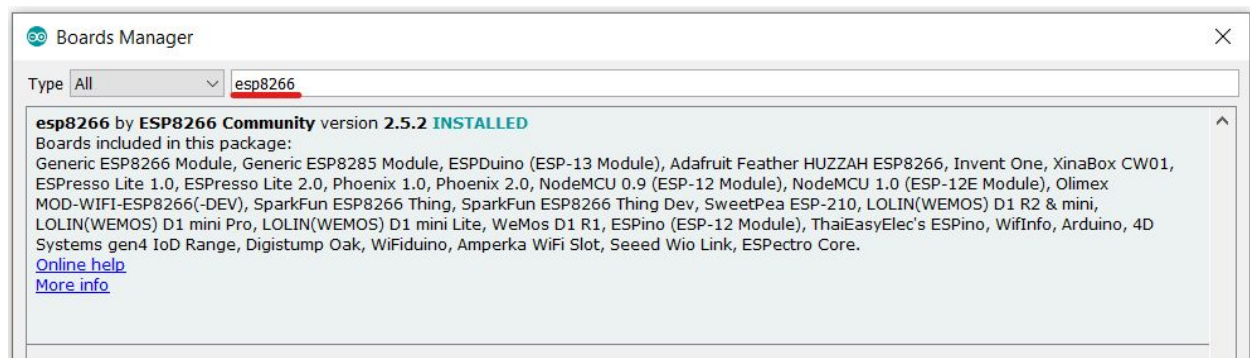 Boards Manager
Type All esp8266
esp8266 by ESP8266 Community version 2.5.2 INSTALLED
Boards included in this package:
Generic ESP8266 Module, Generic ESP8285 Module, ESPDuino (ESP-13 Module), Adafruit Feather HUZZAH ESP8266, Invent One, XinaBox CW01,
ESPresso Lite 1.0, ESPresso Lite 2.0, Phoenix 1.0, Phoenix 2.0, NodeMCU 0.9 (ESP-12 Module), NodeMCU 1.0 (ESP-12E Module), Olimex
MOD-WIFI-ESP8266(-DEV), SparkFun ESP8266 Thing, SparkFun ESP8266 Thing Dev, SweetPea ESP-210, LOLIN(WEMOS) D1 R2 & mini,
LOLIN(WEMOS) D1 mini Pro, LOLIN(WEMOS) D1 mini Lite, WeMos D1 R1, ESPino (ESP-12 Module), ThaiEasyElec's ESPino, WifInfo, Arduino, 4D
Systems gen4 IoD Range, Digistump Oak, WiFiduino, Amperka WiFi Slot, Seeed Wio Link, ESPectro Core.
Online help
More info